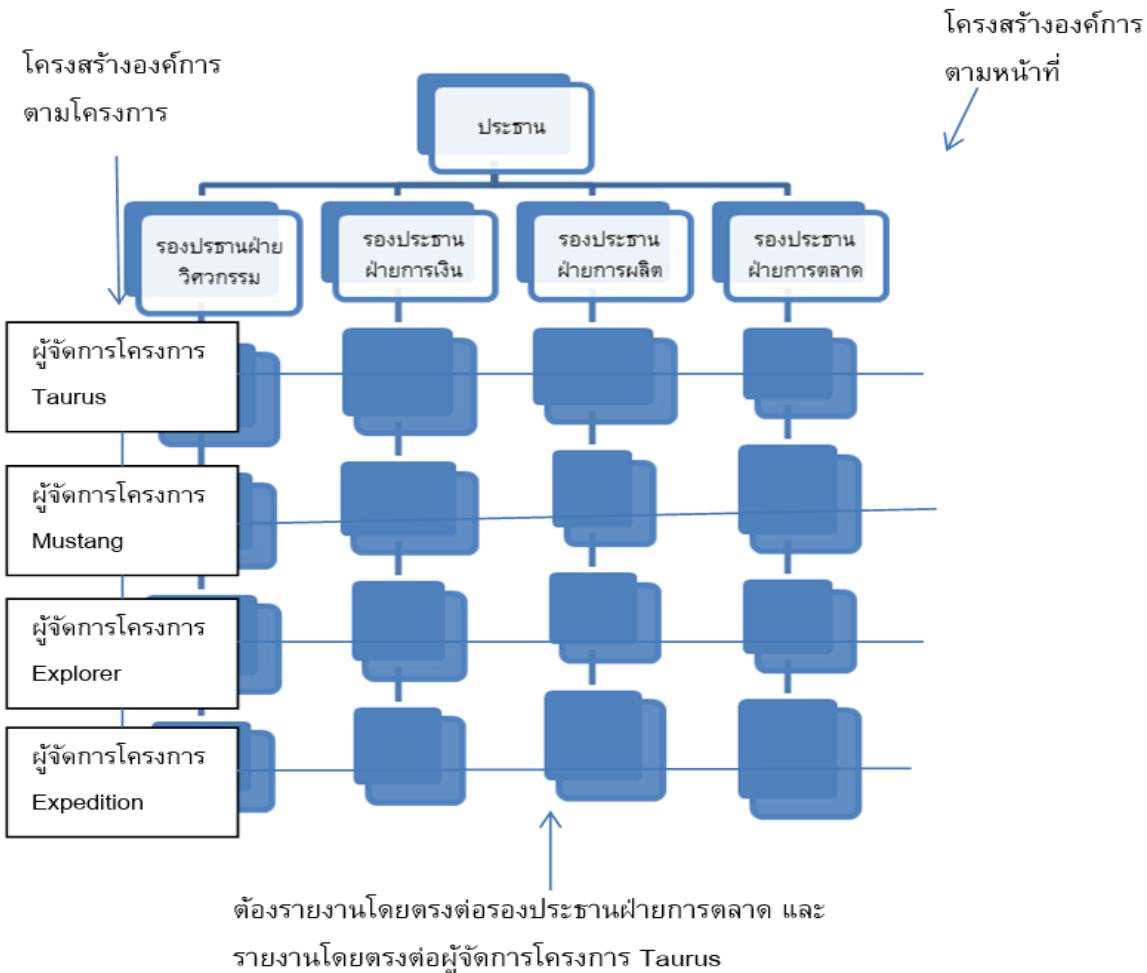 โครงสร้างองค์การ
ตามหน้าที่
โครงสร้างองค์การ
ตามโครงการ
ประธาน
รองปรธานฝ่าย
วิศวกรรม
รองประธาน
ฝ่ายการเงิน
รองประธาน
ฝ่ายการผลิต
รองประธาน
ฝ่ายการตลาด
ผู้จัดการโครงการ
Taurus
ผู้จัดการโครงการ
Mustang
ผู้จัดการโครงการ
Explorer
ผู้จัดการโครงการ
Expedition
ต้องรายงานโดยตรงต่อรองประธานฝ่ายการตลาด และ
รายงานโดยตรงต่อผู้จัดการโครงการ Taurus